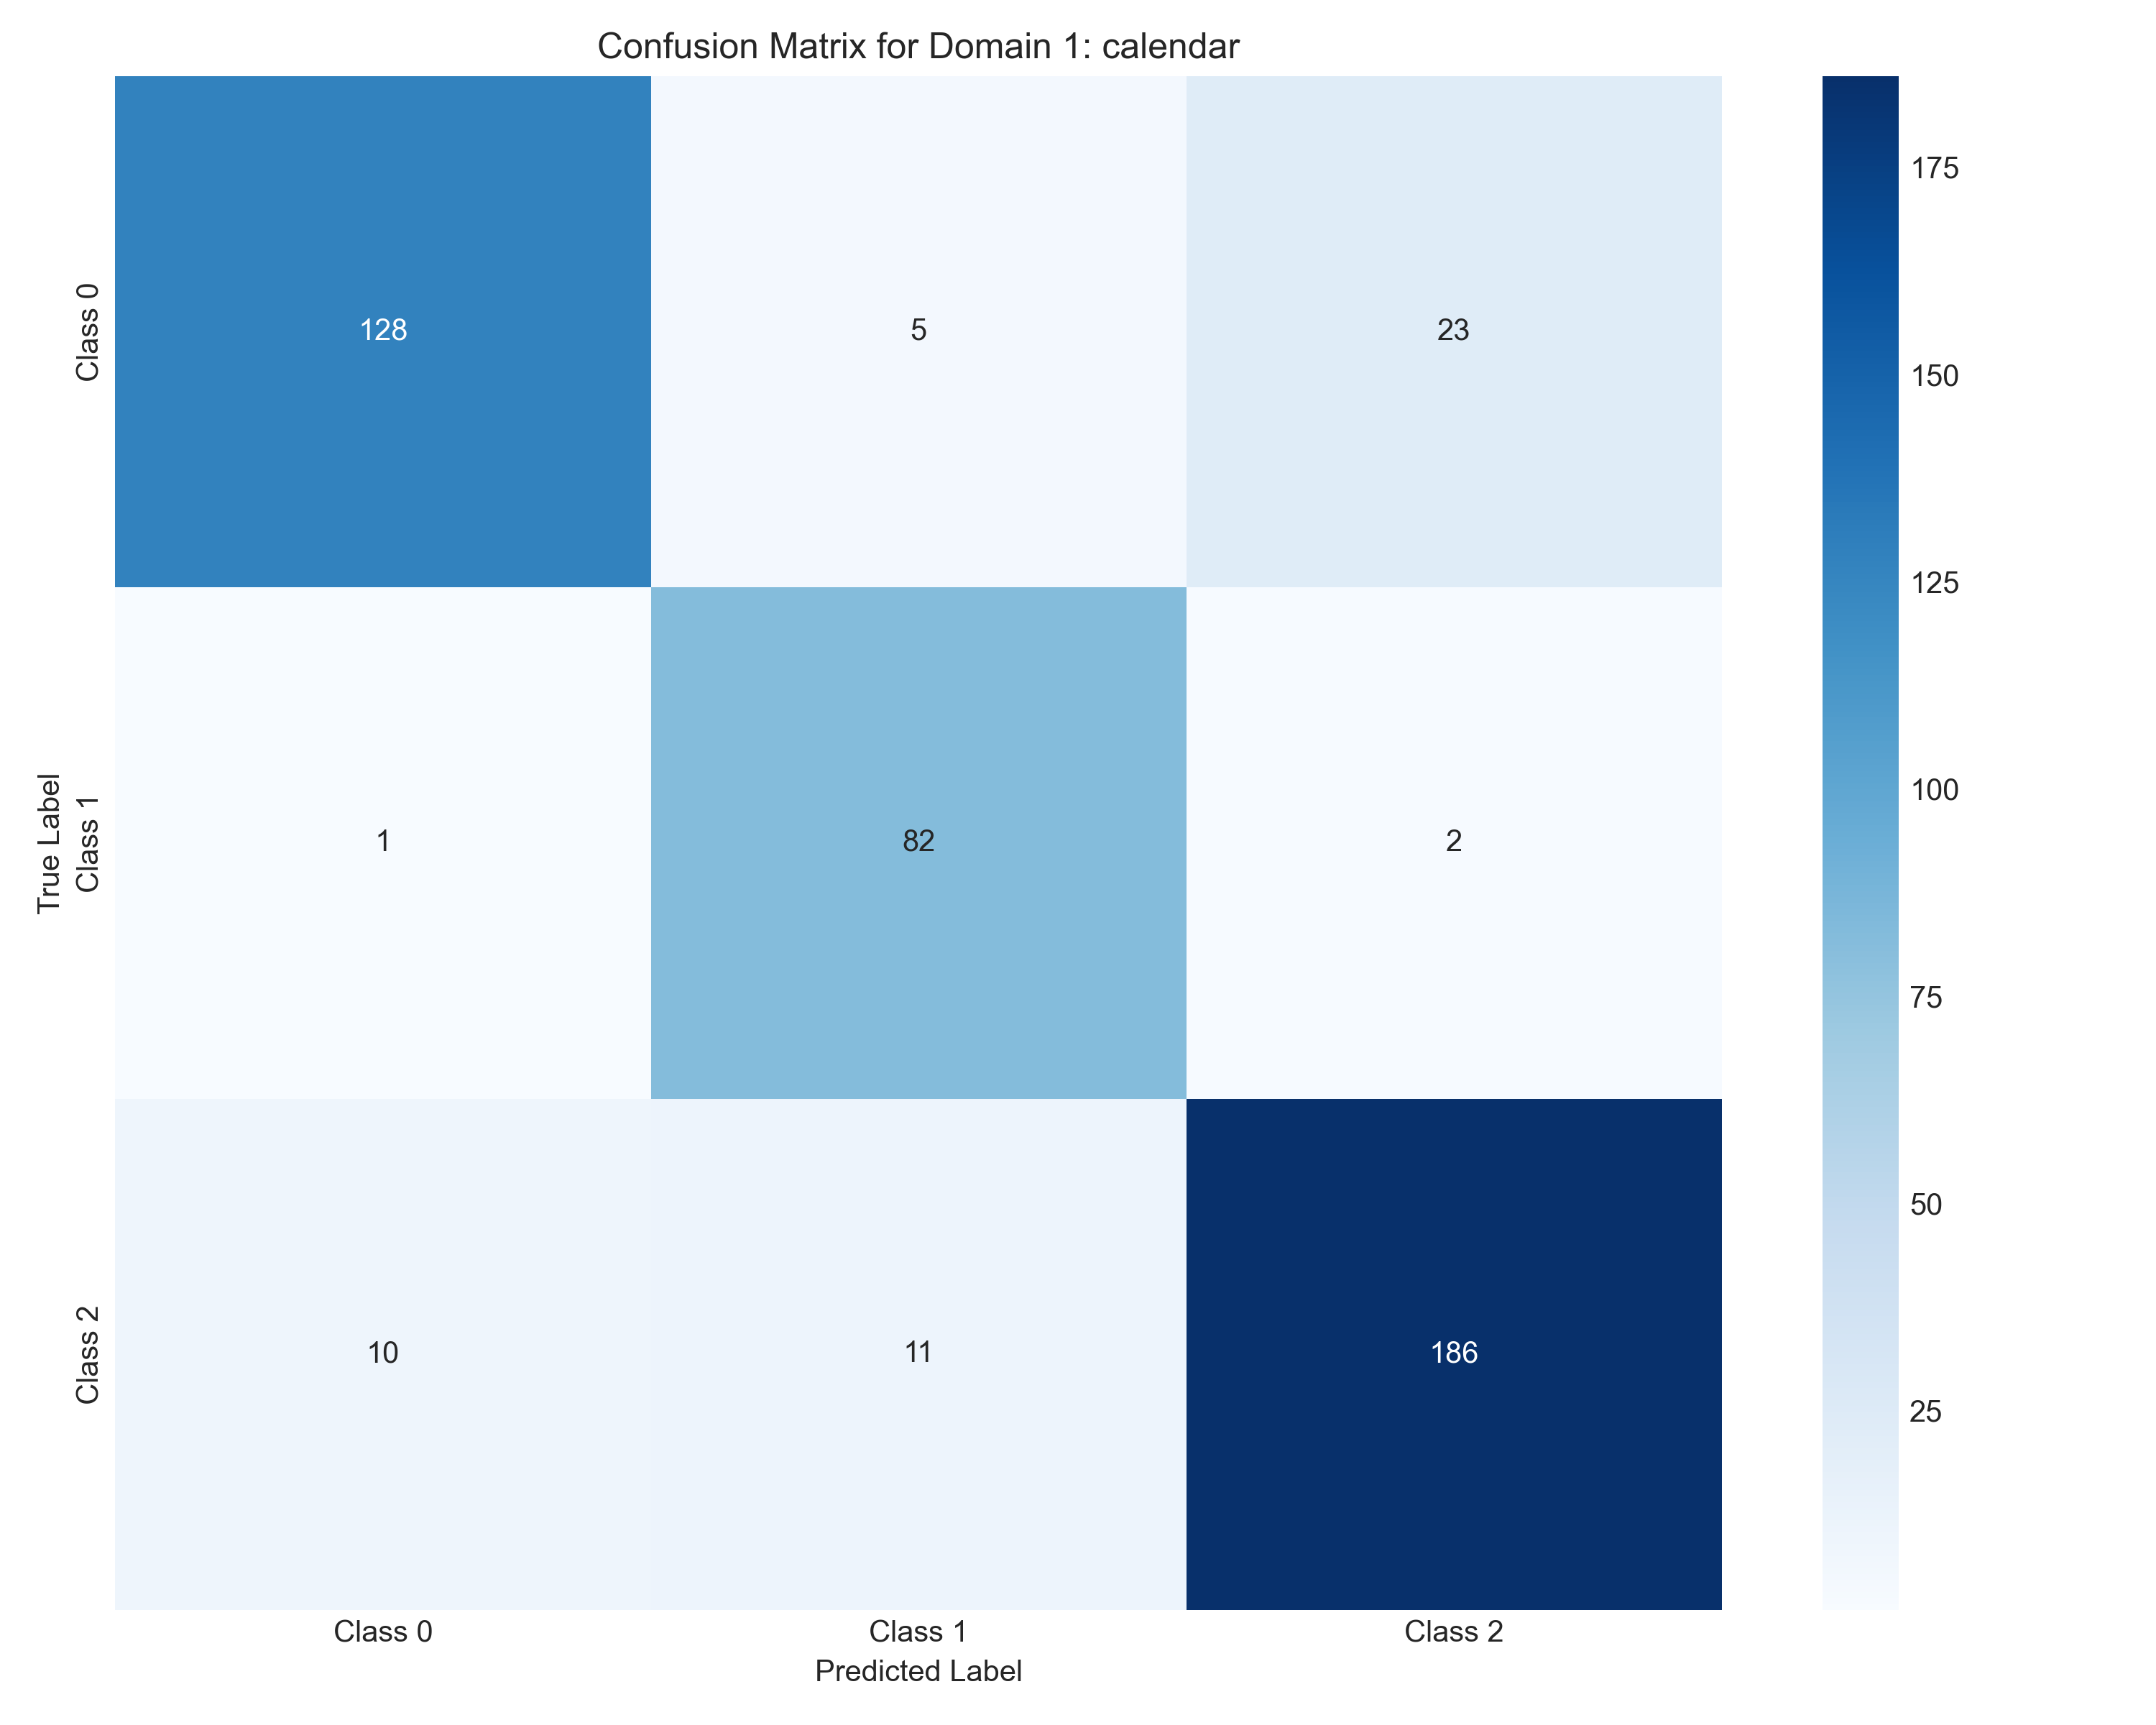 Confusion Matrix for Domain 1: calendar
True Label
Class 0
128 5 23
Class 1
1 82 2
Class 2
10 11 186
Class 0 Class 1 Class 2
Predicted Label
175
150
125
100
75
50
25